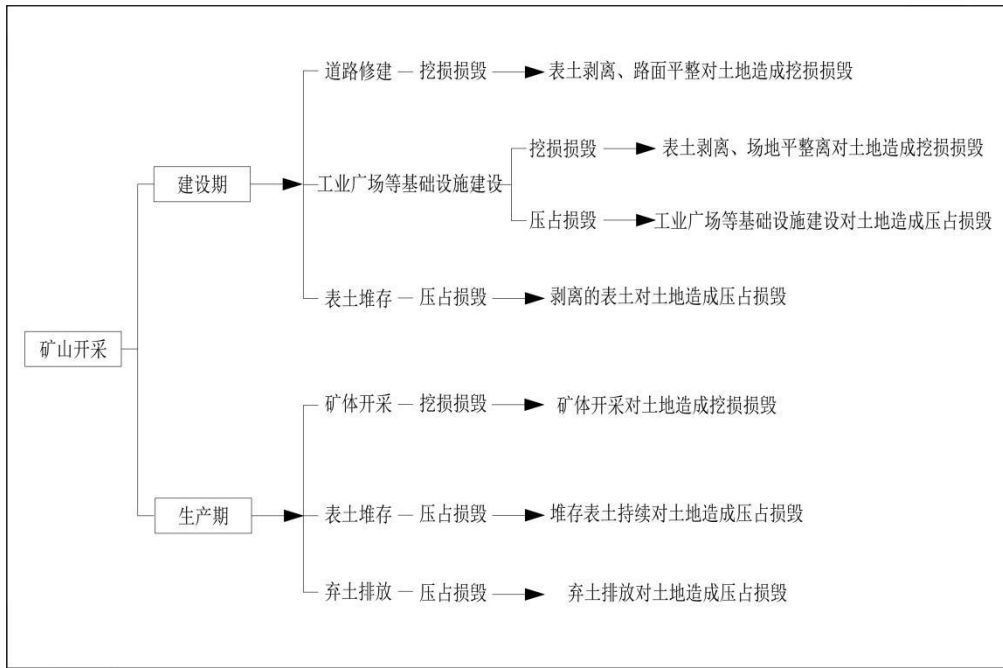 道路修建 挖损损毁 表土剥离、路面平整对土地造成挖损损毁
挖损损毁 表土剥离、场地平整离对土地造成挖损损毁
建设期 工业广场等基础设施建设
压占损毁 工业广场等基础设施建设对土地造成压占损毁
表土堆存 压占损毁 剥离的表土对土地造成压占损毁
矿山开采
矿体开采 挖损损毁 矿体开采对土地造成挖损损毁
生产期 表土堆存 压占损毁 堆存表土持续对土地造成压占损毁
弃土排放 压占损毁 弃土排放对土地造成压占损毁